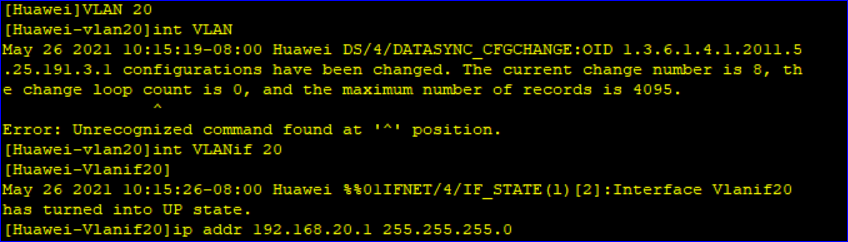 [Huawei]VLAN 20
[Huawei-vlan20]int VLAN
May 26 2021 10:15:19-08:00 Huawei DS/4/DATASYNC_CFGCHANGE:OID 1.3.6.1.4.1.2011.5
.25.191.3.1 configurations have been changed. The current change number is 8, th
e change loop count is 0, and the maximum number of records is 4095.
^
Error: Unrecognized command found at '^' position.
[Huawei-vlan20]int VLANif 20
[Huawei-Vlanif20]
May 26 2021 10:15:26-08:00 Huawei %%01IFNET/4/IF_STATE(l)[2]:Interface Vlanif20
has turned into UP state.
[Huawei-Vlanif20]ip addr 192.168.20.1 255.255.255.0